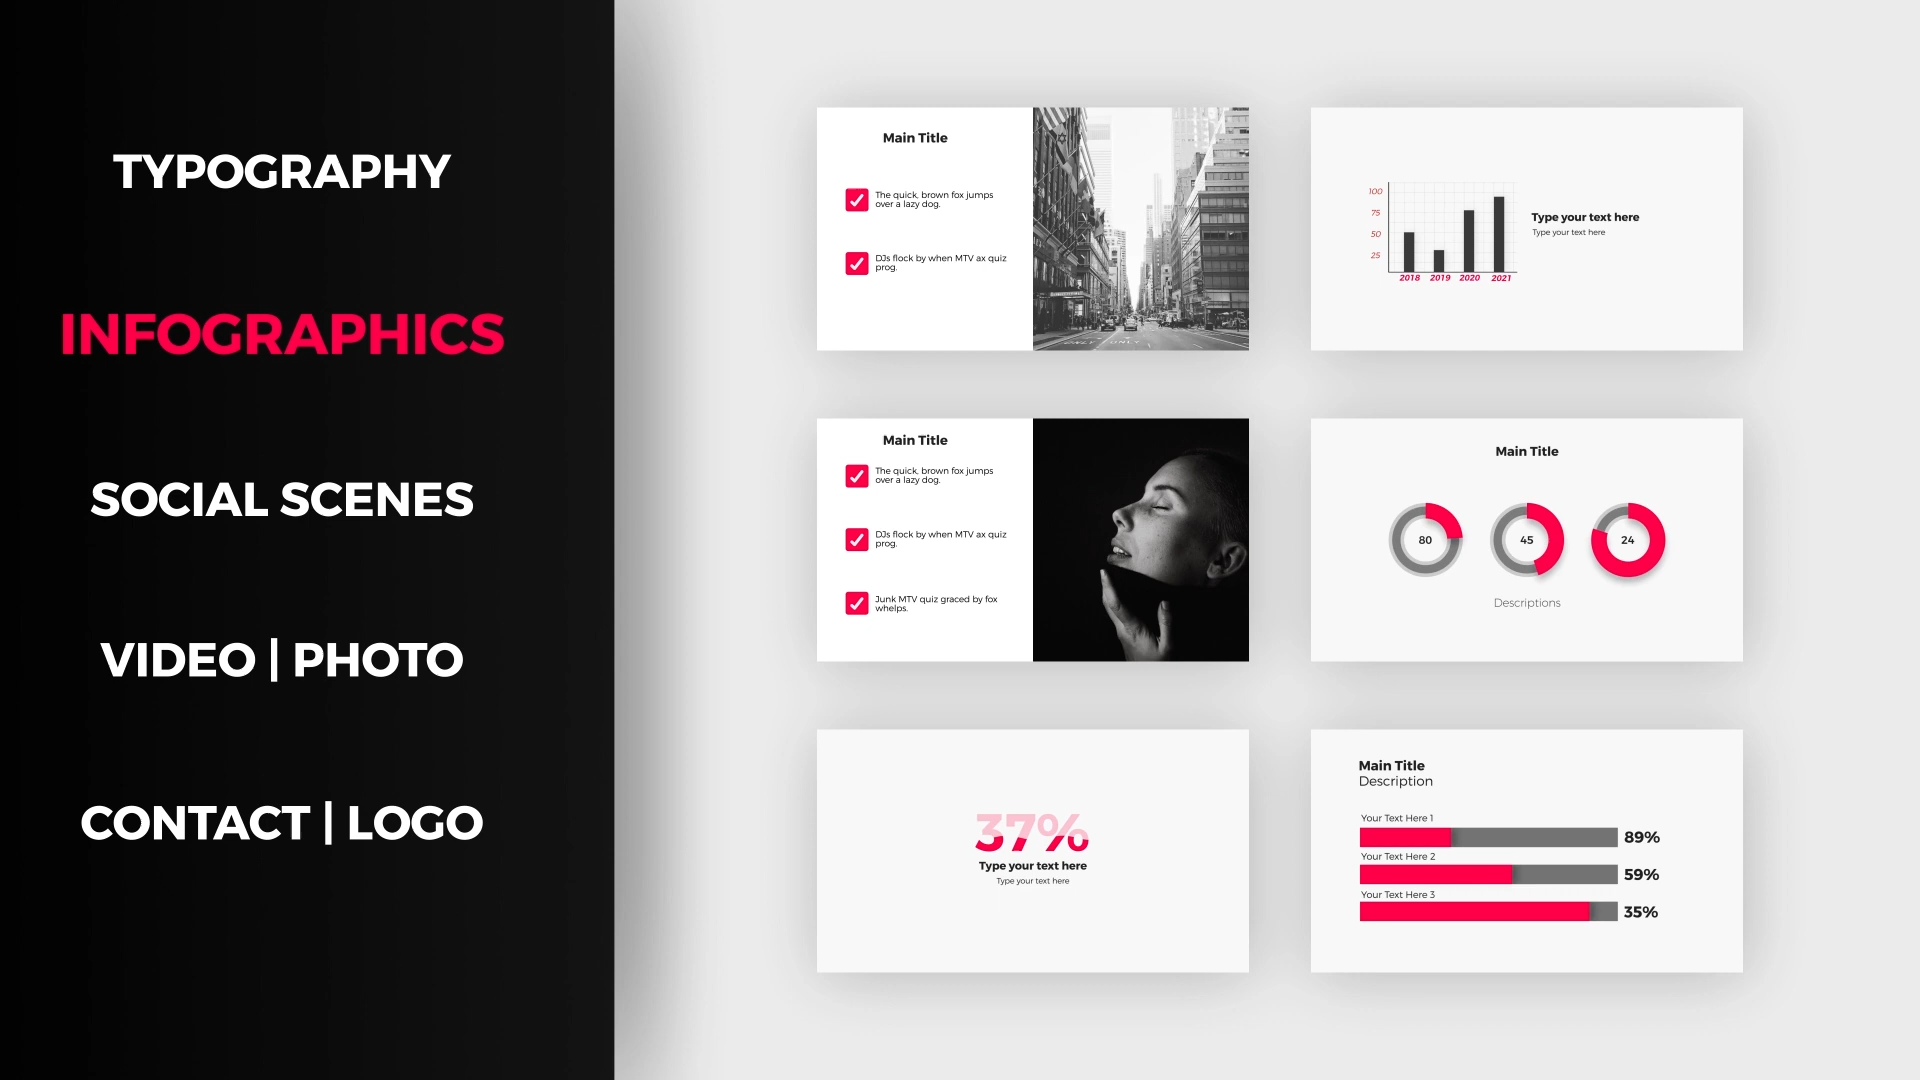 TYPOGRAPHY
INFOGRAPHICS
SOCIAL SCENES
VIDEO | PHOTO
CONTACT | LOGO
Main Title
The quick, brown fox jumps
over a lazy dog.
DJs flock by when MTV ax quiz
prog.
100
75
50
25
2018 2019 2020 2021
Type your text here
Type your text here
Main Title
The quick, brown fox jumps
over a lazy dog.
DJs flock by when MTV ax quiz
prog.
Junk MTV quiz graced by fox
whelps.
Main Title
80 45 24
Descriptions
37%
Type your text here
Type your text here
Main Title
Description
Your Text Here 1
89%
Your Text Here 2
59%
Your Text Here 3
35%